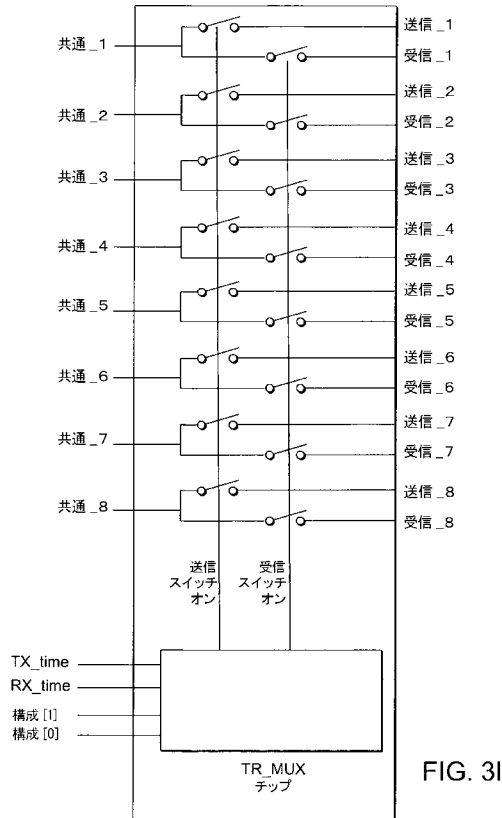 共通_1
送信_1
受信_1
共通_2
送信_2
受信_2
共通_3
送信_3
受信_3
共通_4
送信_4
受信_4
共通_5
送信_5
受信_5
共通_6
送信_6
受信_6
共通_7
送信_7
受信_7
共通_8
送信_8
受信_8
送信
スイッチ
オン
受信
スイッチ
オン
TX_time
RX_time
構成 [1]
構成 [0]
TR_MUX
チップ
FIG. 3I